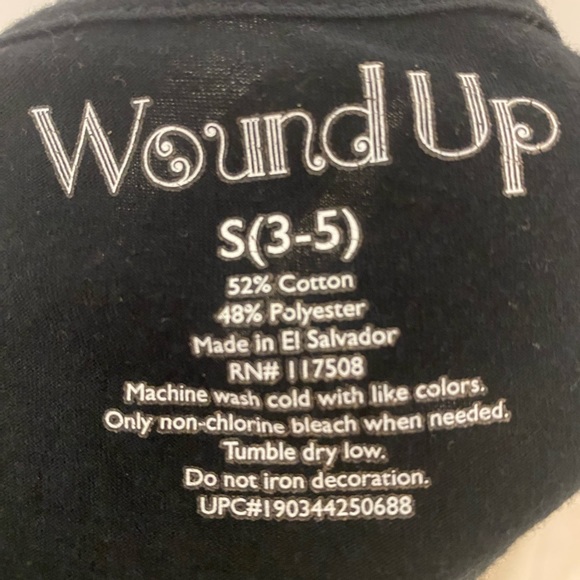 Wound Up
S(3-5)
52% Cotton
48% Polyester
Made in El Salvador
RN# 117508
Machine wash cold with like colors.
Only non-chlorine bleach when needed.
Tumble dry low.
Do not iron decoration.
UPC#190344250688